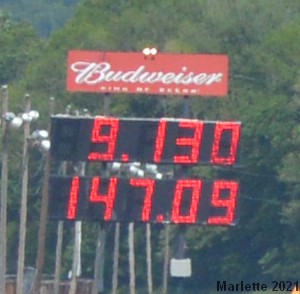 Budweiser
KING OF BEERS
9.130
147.09
Marlette 2021